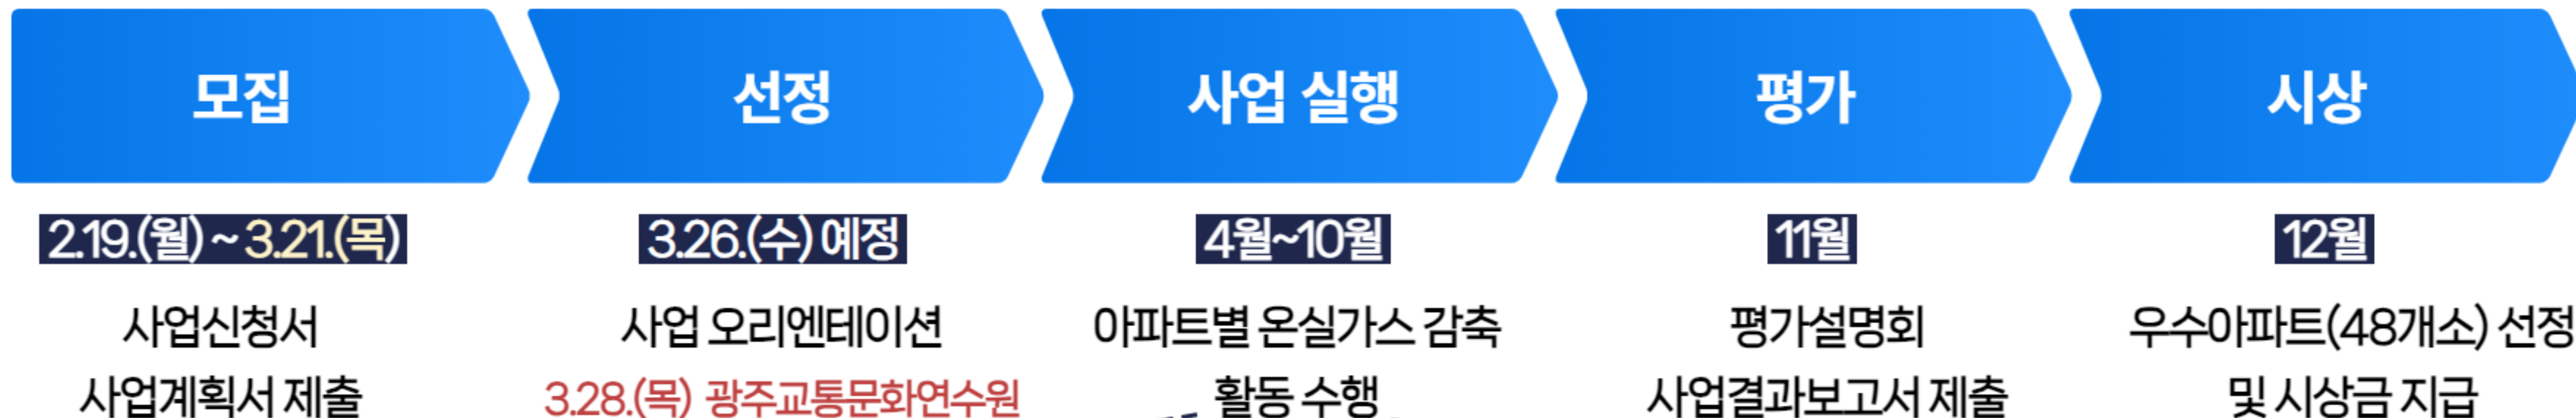 모집
2.19.(월) ~ 3.21.(목)
사업신청서
사업계획서 제출
선정
3.26.(수) 예정
사업 오리엔테이션
3.28.(목) 광주교통문화연수원
사업 실행
4월~10월
아파트별 온실가스 감축
활동 수행
평가
11월
평가설명회
사업결과보고서 제출
시상
12월
우수아파트(48개소) 선정
및 시상금 지급